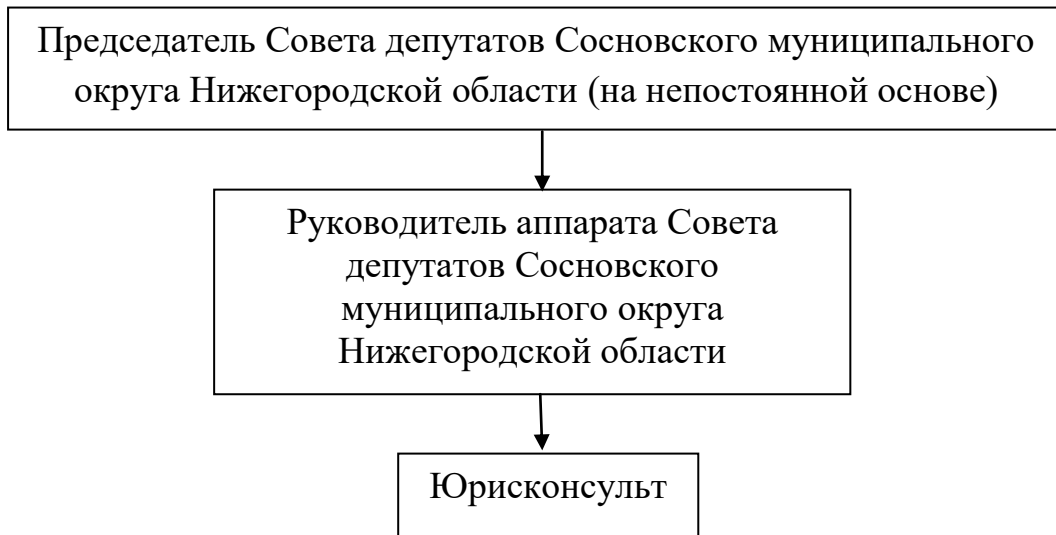 Председатель Совета депутатов Сосновского муниципального
округа Нижегородской области (на непостоянной основе)
Руководитель аппарата Совета
депутатов Сосновского
муниципального округа
Нижегородской области
Юрисконсульт